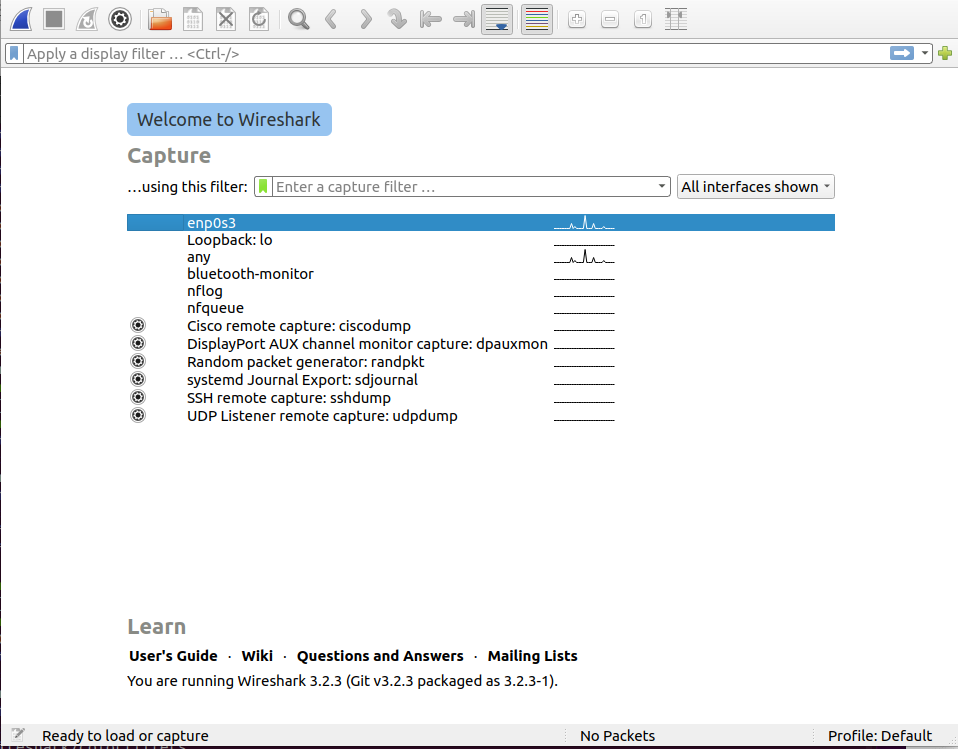 Apply a display filter … <Ctrl-/>
Welcome to Wireshark
Capture
…using this filter: Enter a capture filter … All interfaces shown
enp0s3
Loopback: lo
any
bluetooth-monitor
nflog
nfqueue
Cisco remote capture: ciscodump
DisplayPort AUX channel monitor capture: dpauxmon
Random packet generator: randpkt
systemd Journal Export: sdjournal
SSH remote capture: sshdump
UDP Listener remote capture: udpdump
Learn
User's Guide · Wiki · Questions and Answers · Mailing Lists
You are running Wireshark 3.2.3 (Git v3.2.3 packaged as 3.2.3-1).
Ready to load or capture No Packets Profile: Default